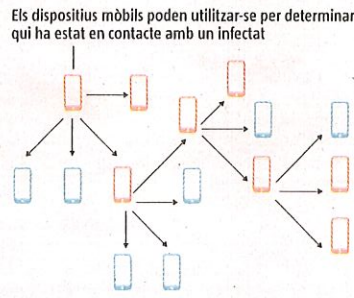 Els dispositius mòbils poden utilitzar-se per determinar
qui ha estat en contacte amb un infectat